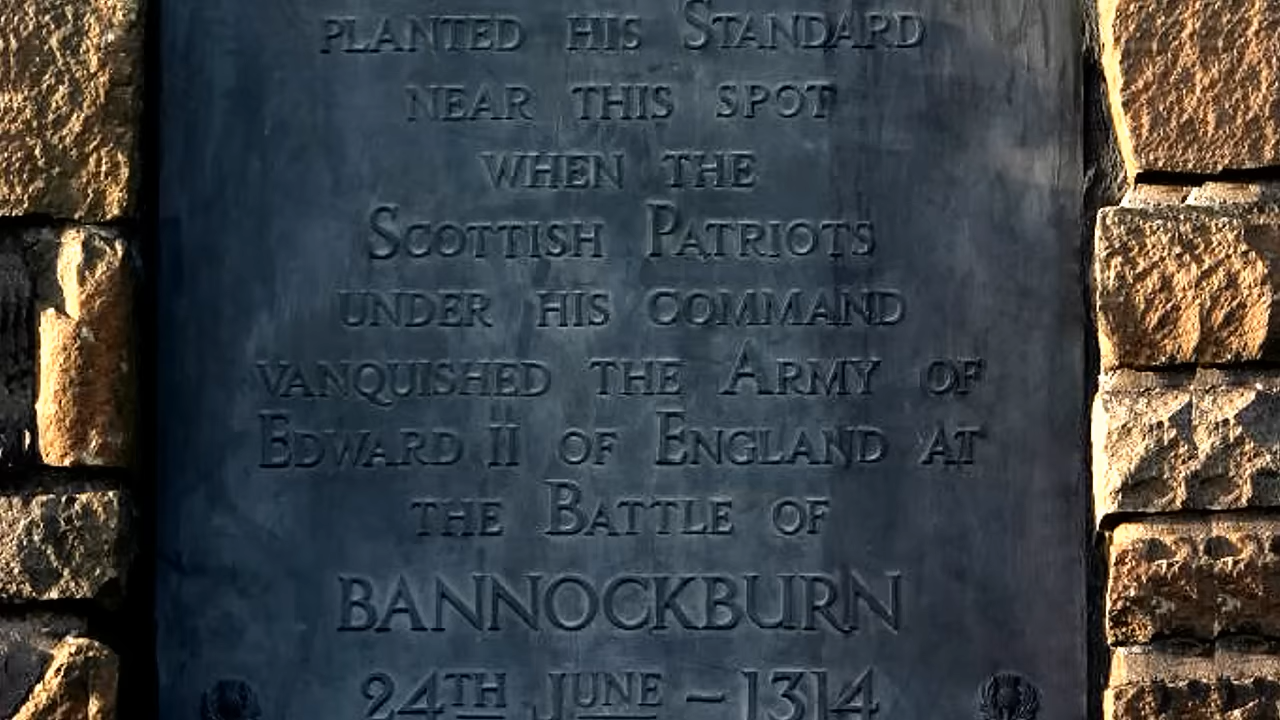 PLANTED HIS STANDARD
NEAR THIS SPOT
WHEN THE
SCOTTISH PATRIOTS
UNDER HIS COMMAND
VANQUISHED THE ARMY OF
EDWARD II OF ENGLAND AT
THE BATTLE OF
BANNOCKBURN
24TH JUNE – 1314